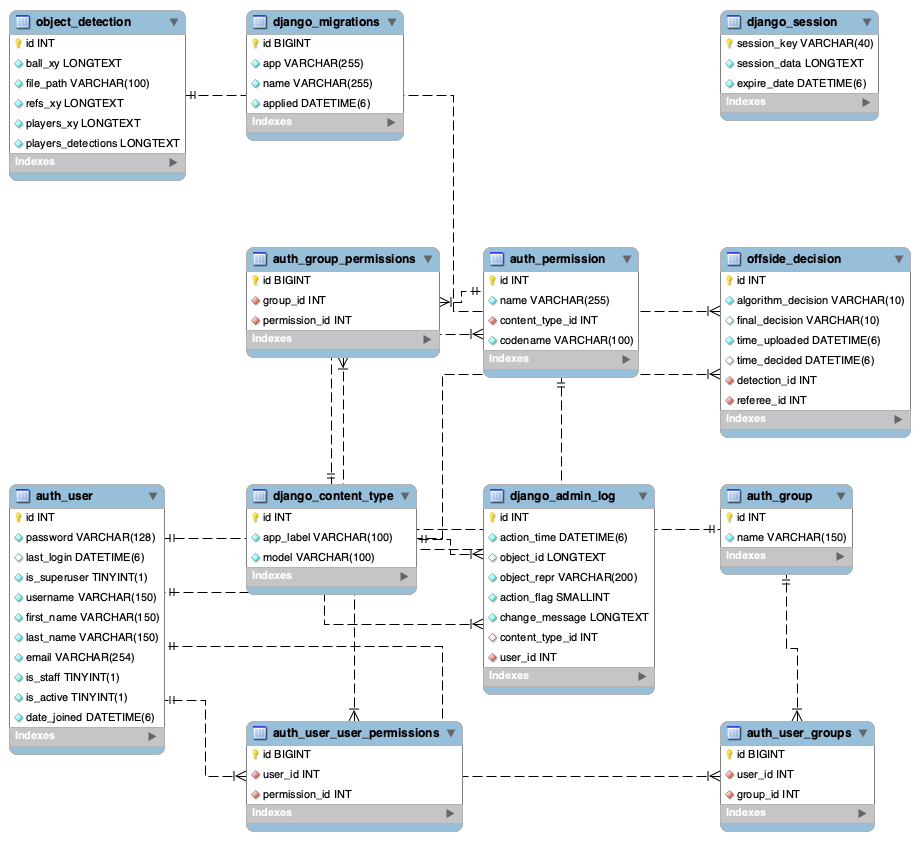 object_detection
id INT
ball_xy LONGTEXT
file_path VARCHAR(100)
refs_xy LONGTEXT
players_xy LONGTEXT
players_detections LONGTEXT
Indexes
django_migrations
id BIGINT
app VARCHAR(255)
name VARCHAR(255)
applied DATETIME(6)
Indexes
django_session
session_key VARCHAR(40)
session_data LONGTEXT
expire_date DATETIME(6)
Indexes
auth_group_permissions
id BIGINT
group_id INT
permission_id INT
Indexes
auth_permission
id INT
name VARCHAR(255)
content_type_id INT
codename VARCHAR(100)
Indexes
offside_decision
id INT
algorithm_decision VARCHAR(10)
final_decision VARCHAR(10)
time_uploaded DATETIME(6)
time_decided DATETIME(6)
detection_id INT
referee_id INT
Indexes
auth_user
id INT
password VARCHAR(128)
last_login DATETIME(6)
is_superuser TINYINT(1)
username VARCHAR(150)
first_name VARCHAR(150)
last_name VARCHAR(150)
email VARCHAR(254)
is_staff TINYINT(1)
is_active TINYINT(1)
date_joined DATETIME(6)
Indexes
django_content_type
id INT
app_label VARCHAR(100)
model VARCHAR(100)
Indexes
django_admin_log
id INT
action_time DATETIME(6)
object_id LONGTEXT
object_repr VARCHAR(200)
action_flag SMALLINT
change_message LONGTEXT
content_type_id INT
user_id INT
Indexes
auth_group
id INT
name VARCHAR(150)
Indexes
auth_user_user_permissions
id BIGINT
user_id INT
permission_id INT
Indexes
auth_user_groups
id BIGINT
user_id INT
group_id INT
Indexes